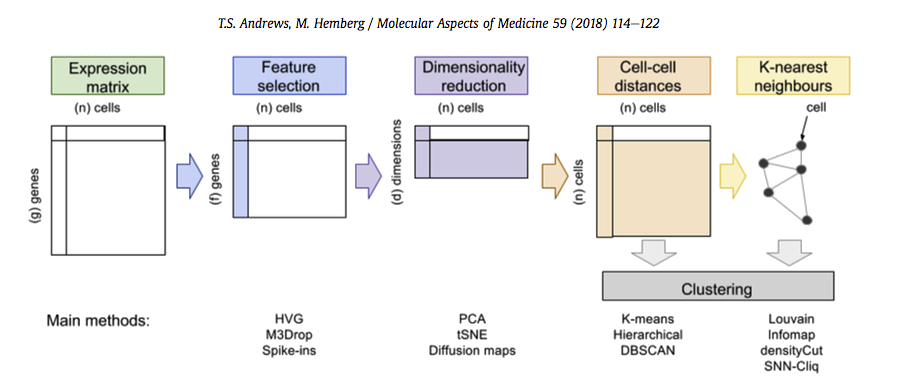 T.S. Andrews, M. Hemberg / Molecular Aspects of Medicine 59 (2018) 114–122
Expression
matrix
Feature
selection
Dimensionality
reduction
Cell-cell
distances
K-nearest
neighbours
(n) cells
(n) cells
(n) cells
(n) cells
cell
(g) genes
(f) genes
(d) dimensions
(n) cells
Clustering
Main methods:
HVG
M3Drop
Spike-ins
PCA
tSNE
Diffusion maps
K-means
Hierarchical
DBSCAN
Louvain
Infomap
densityCut
SNN-Cliq